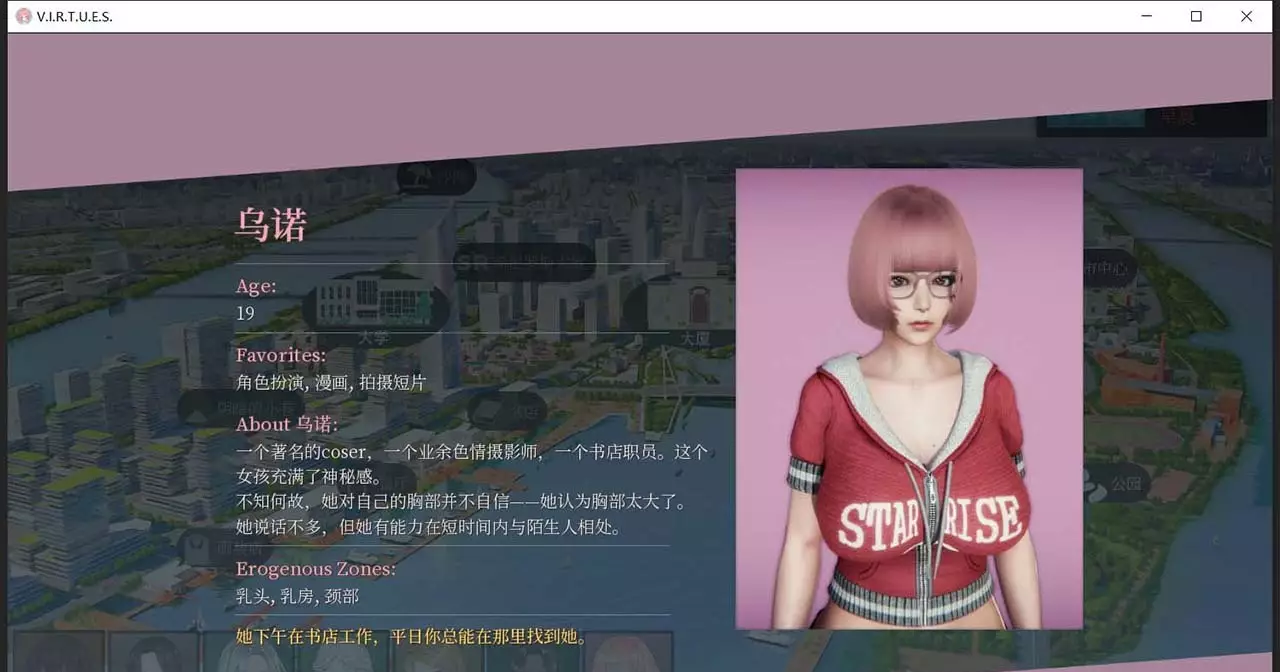 V.I.R.T.U.E.S.
乌诺
Age:
19
Favorites:
角色扮演, 漫画, 拍摄短片
About 乌诺:
一个著名的coser，一个业余色情摄影师，一个书店职员。这个
女孩充满了神秘感。
不知何故，她对自己的胸部并不自信——她认为胸部太大了。
她说话不多，但她有能力在短时间内与陌生人相处。
Erogenous Zones:
乳头, 乳房, 颈部
她下午在书店工作，平日你总能在那里找到她。
STAR RISE
大学
大厦
公园